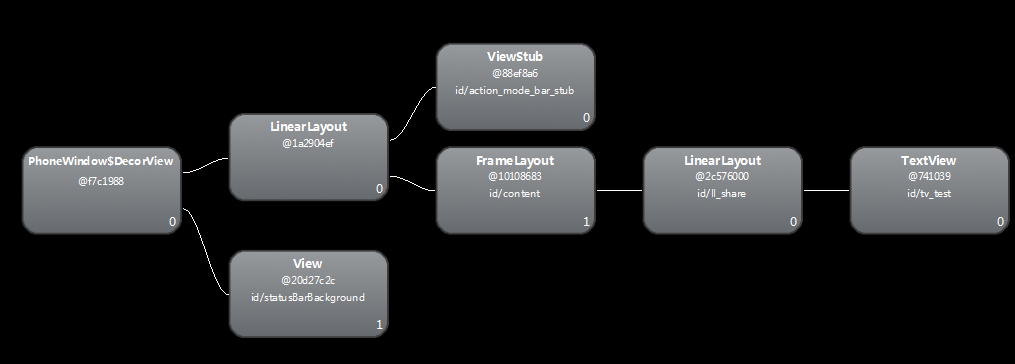 PhoneWindow$DecorView
@f7c1988
0
LinearLayout
@1a2904ef
0
View
@20d27c2c
id/statusBarBackground
1
ViewStub
@88ef8a6
id/action_mode_bar_stub
0
FrameLayout
@10108683
id/content
1
LinearLayout
@2c576000
id/ll_share
0
TextView
@741039
id/tv_test
0